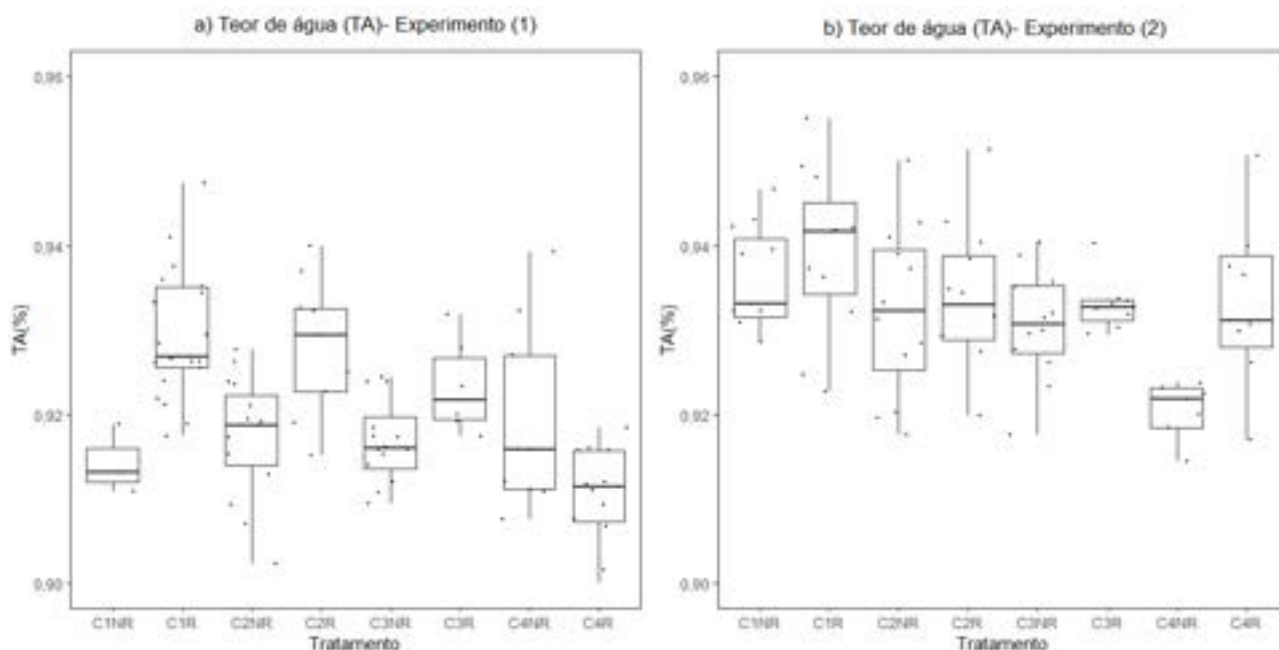 a) Teor de água (TA)- Experimento (1)
0,96
0,94
0,92
0,90
TA(%)
C1NR C1R C2NR C2R C3NR C3R C4NR C4R
Tratamento
b) Teor de água (TA)- Experimento (2)
0,96
0,94
0,92
0,90
TA(%)
C1NR C1R C2NR C2R C3NR C3R C4NR C4R
Tratamento